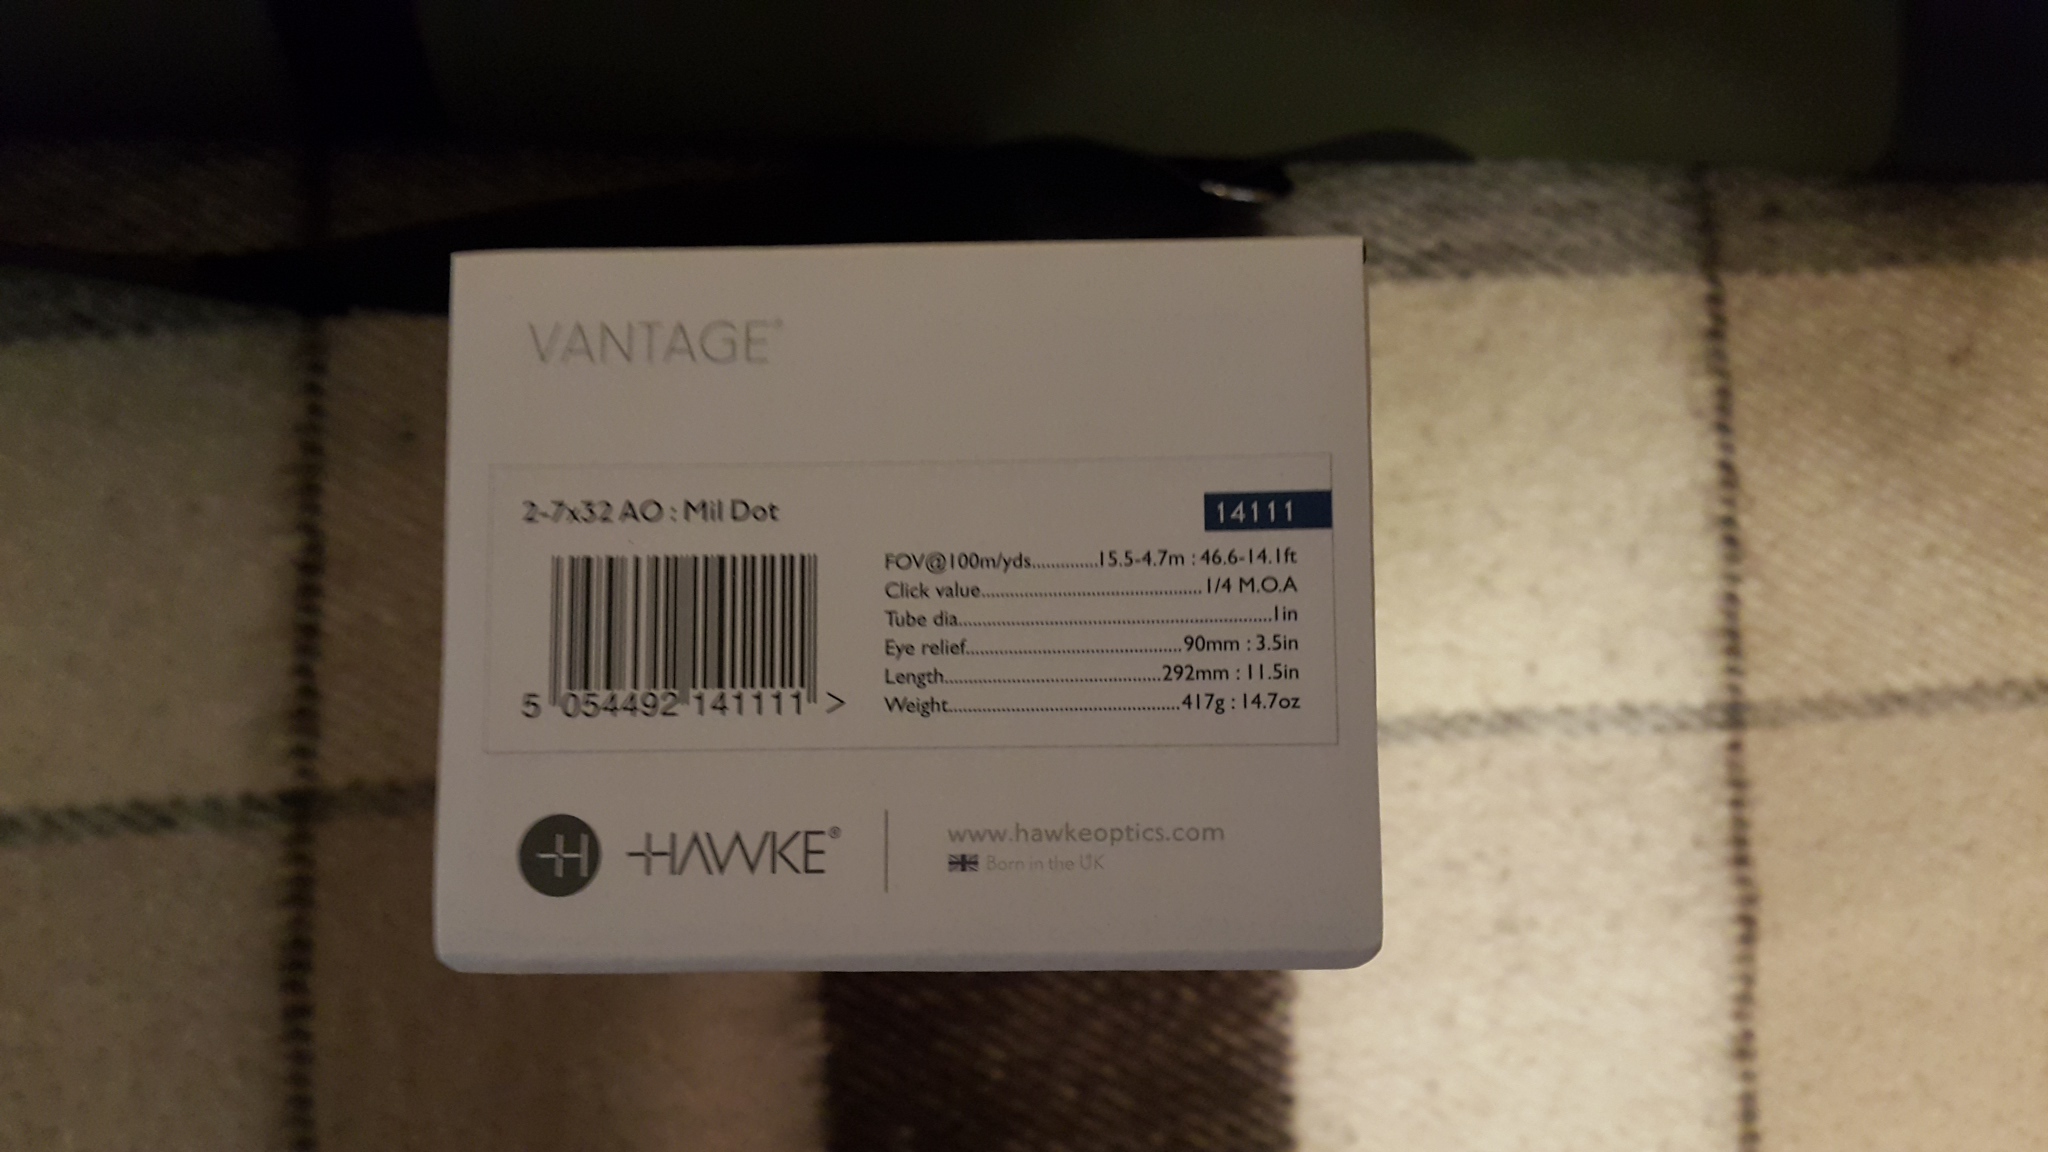 VANTAGE®
2-7x32 AO : Mil Dot
14111
FOV@100m/yds..............15.5-4.7m : 46.6-14.1ft
Click value............................................1/4 M.O.A
Tube dia...............................................................1in
Eye relief...........................................90mm : 3.5in
Length...........................................292mm : 11.5in
Weight..............................................417g : 14.7oz
5 054492 141111 >
H HAWKE®
www.hawkeoptics.com
Born in the UK